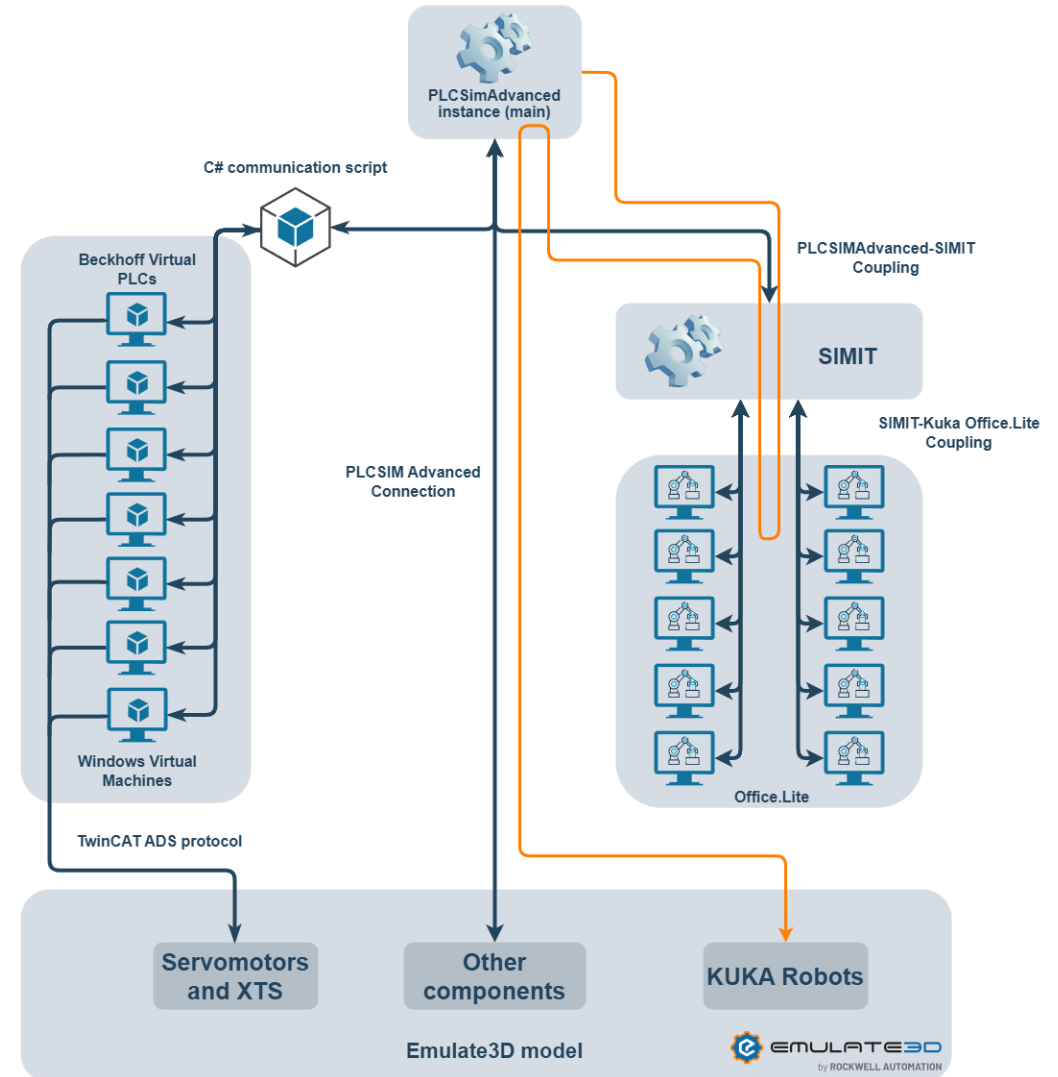 PLCSimAdvanced
instance (main)
C# communication script
Beckhoff Virtual
PLCs
PLCSIMAdvanced-SIMIT
Coupling
SIMIT
SIMIT-Kuka Office.Lite
Coupling
PLCSIM Advanced
Connection
Windows Virtual
Machines
Office.Lite
TwinCAT ADS protocol
Servomotors
and XTS
Other
components
KUKA Robots
Emulate3D model
EMULATE3D
by ROCKWELL AUTOMATION